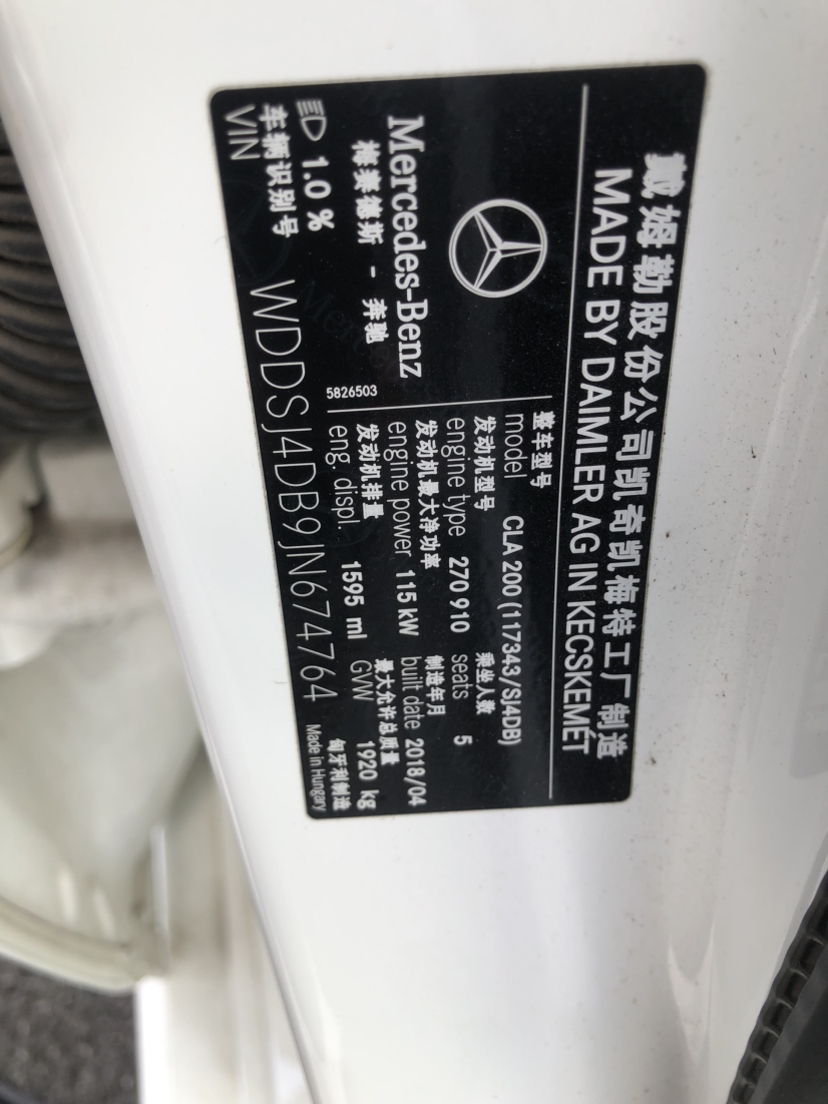 戴姆勒股份公司凯奇凯梅特工厂制造
MADE BY DAIMLER AG IN KECSKEMÉT
Mercedes-Benz
梅赛德斯 - 奔驰
1.0 %
5826503
整车型号
model CLA 200 (117343/SJ4DB)
发动机型号 乘坐人数
engine type 270 910 seats 5
发动机最大净功率 制造年月
engine power 115 kW built date 2018/04
发动机排量 最大允许总质量
eng. displ. 1595 ml GVW 1920 kg
车辆识别号 匈牙利制造
VIN WDDSJ4DB9JN674764 Made in Hungary